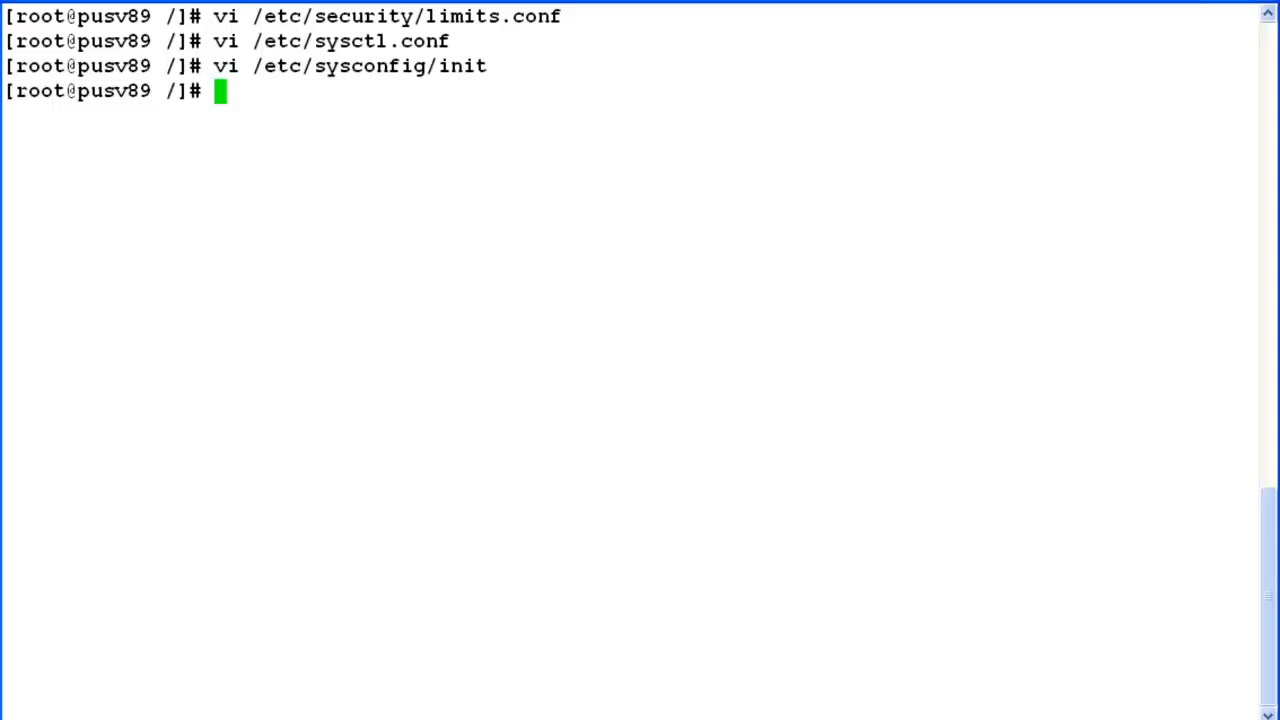 [root@pusv89 /]# vi /etc/security/limits.conf
[root@pusv89 /]# vi /etc/sysctl.conf
[root@pusv89 /]# vi /etc/sysconfig/init
[root@pusv89 /]#